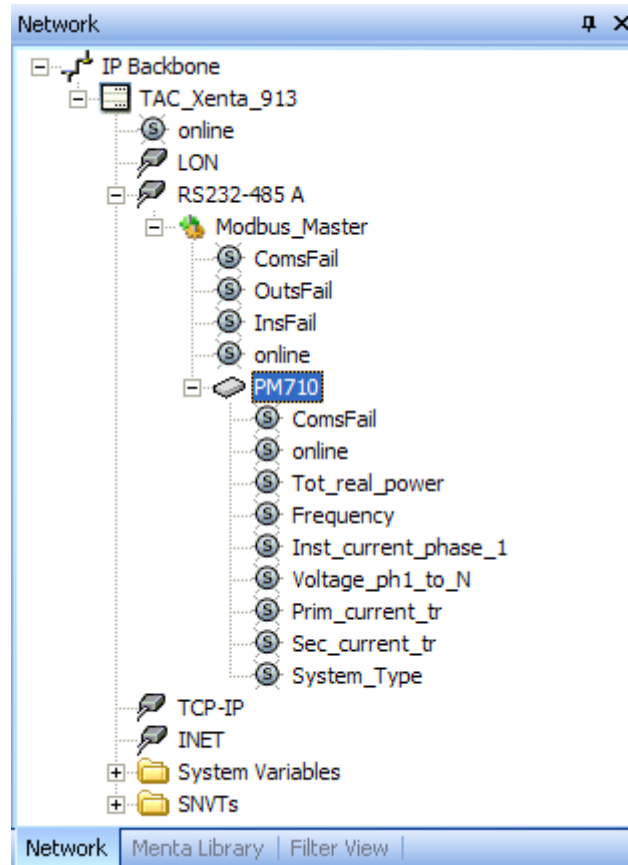 Network
IP Backbone
TAC_Xenta_913
S online
LON
RS232-485 A
Modbus_Master
S ComsFail
S OutsFail
S InsFail
S online
PM710
S ComsFail
S online
S Tot_real_power
S Frequency
S Inst_current_phase_1
S Voltage_ph1_to_N
S Prim_current_tr
S Sec_current_tr
S System_Type
TCP-IP
INET
System Variables
SNVTs
Network Menta Library Filter View